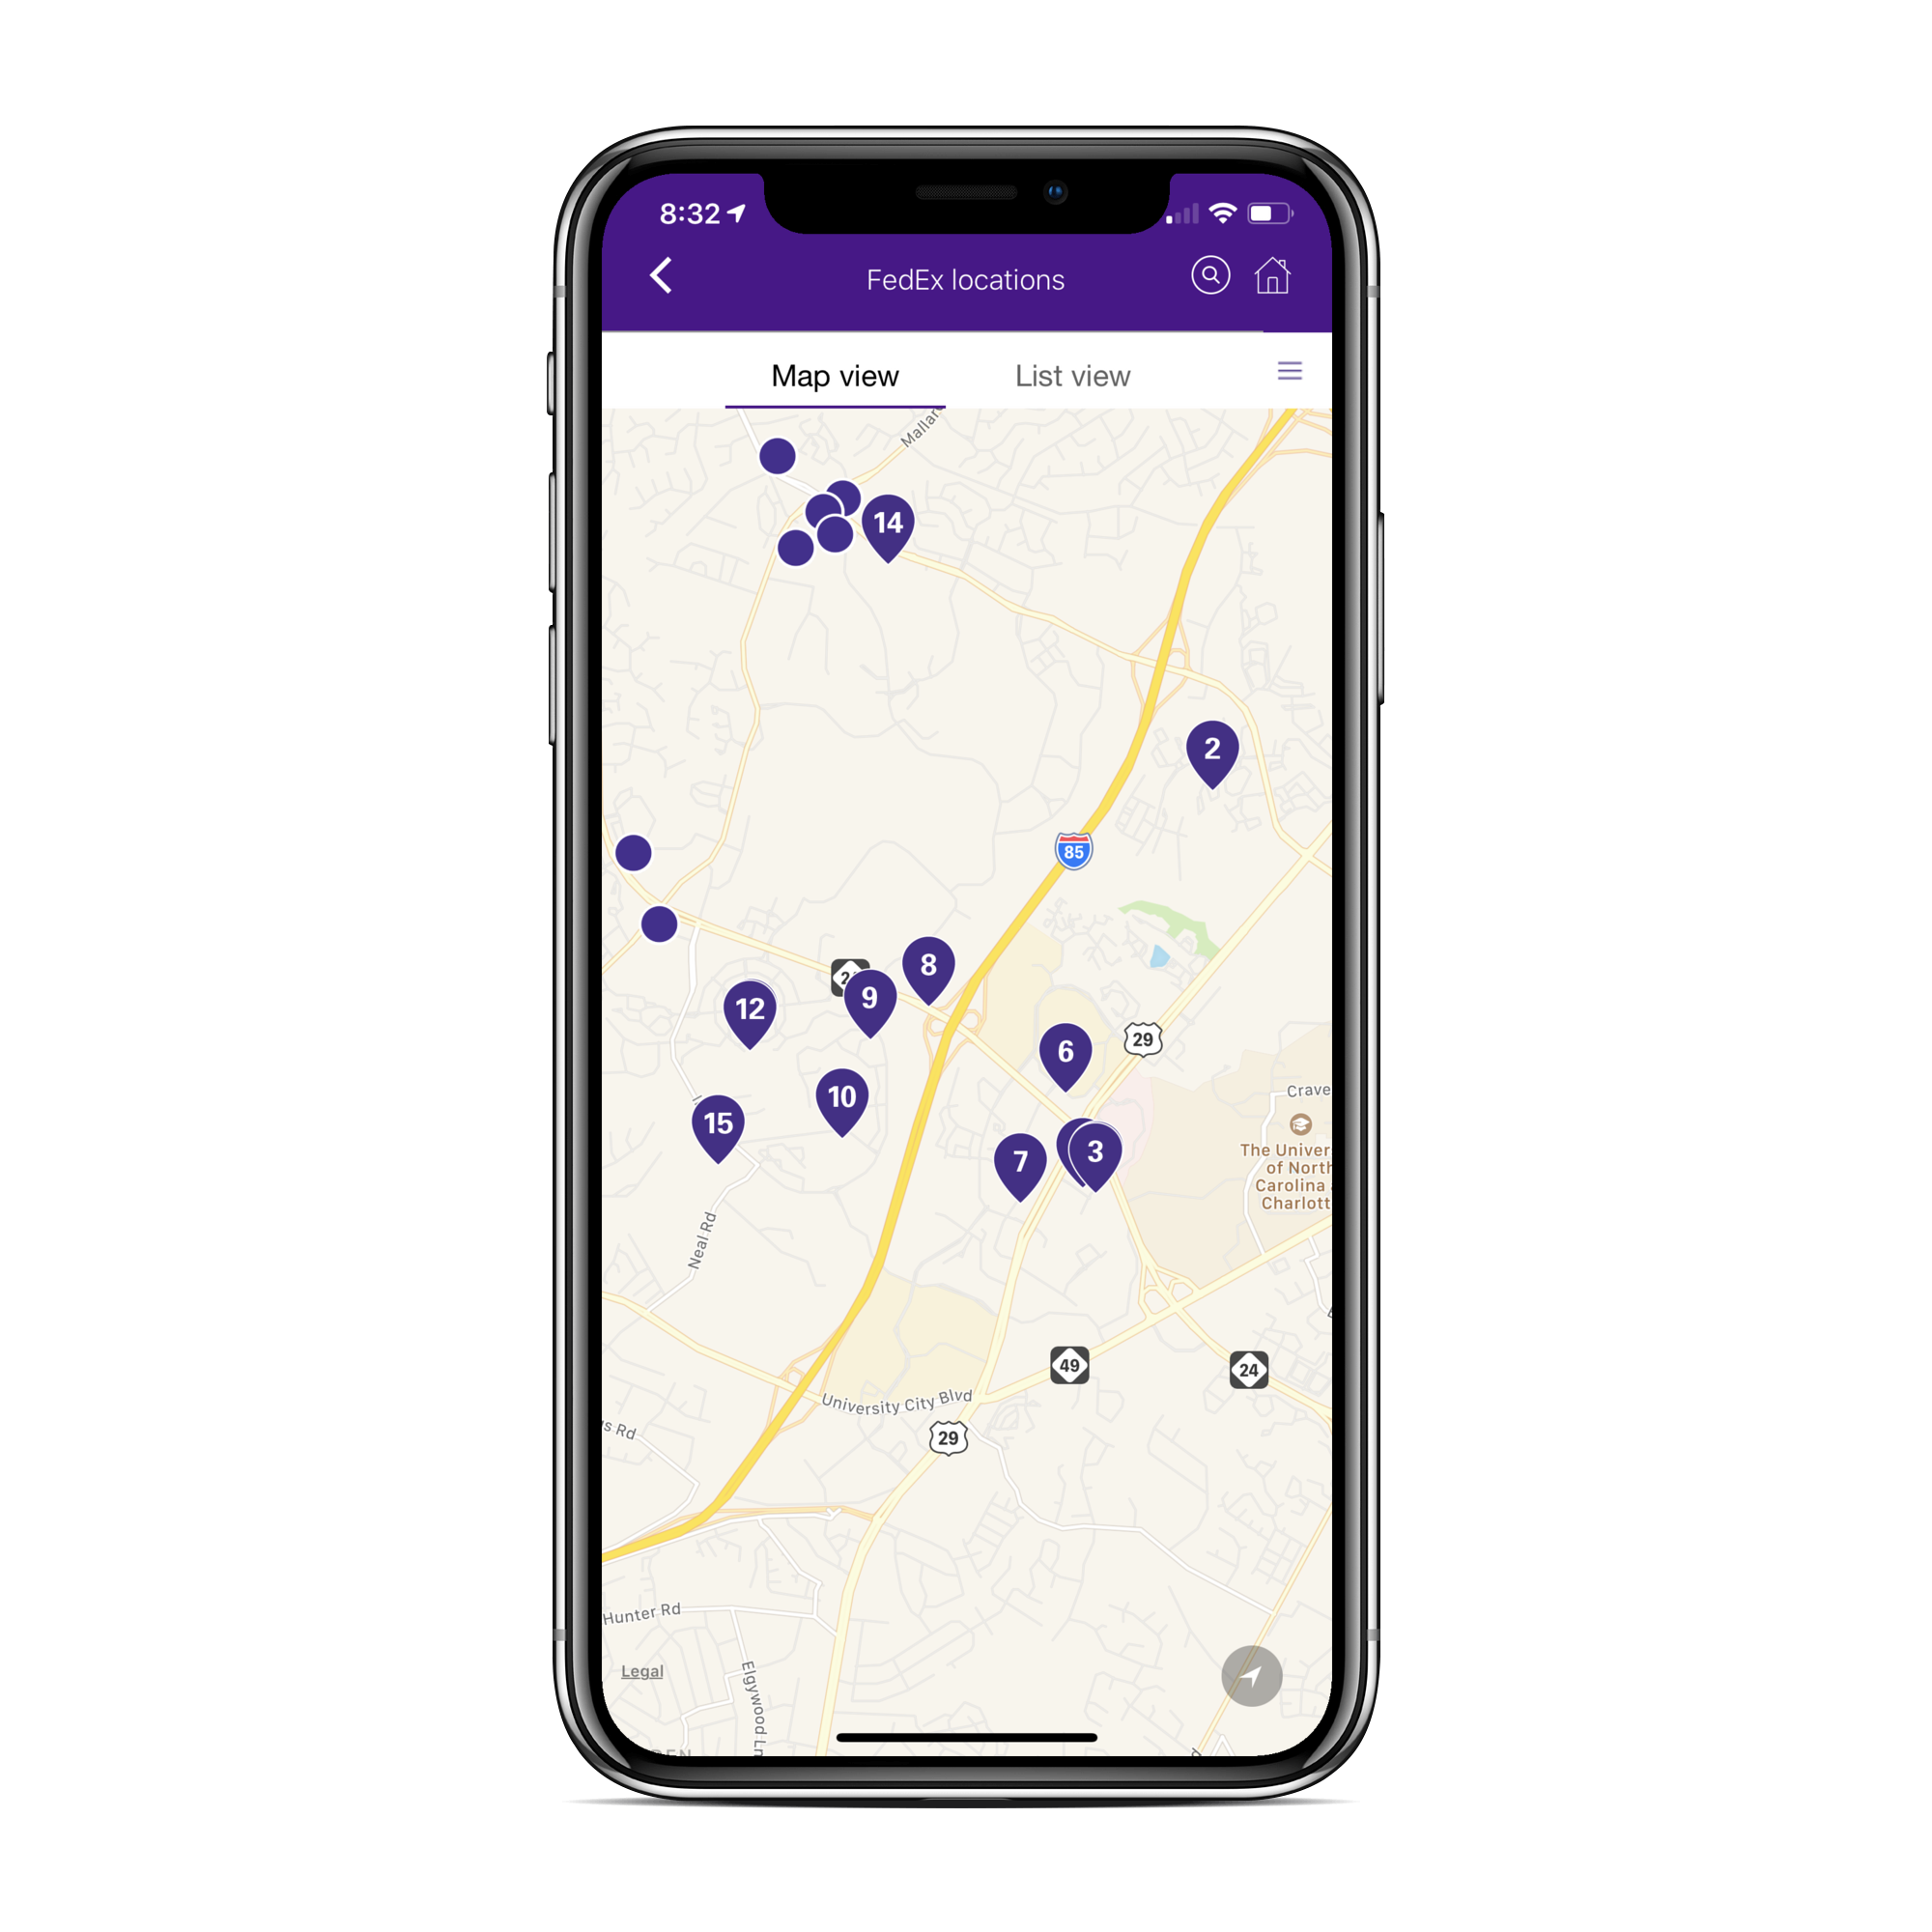 8:32
FedEx locations
Map view
List view
14
2
85
8
9
12
6
29
10
15
Crave
The Univer
of North
Carolina
Charlott
7
3
Neal Rd
49
24
University City Blvd
s Rd
29
Hunter Rd
Legal
Elgywood Ln